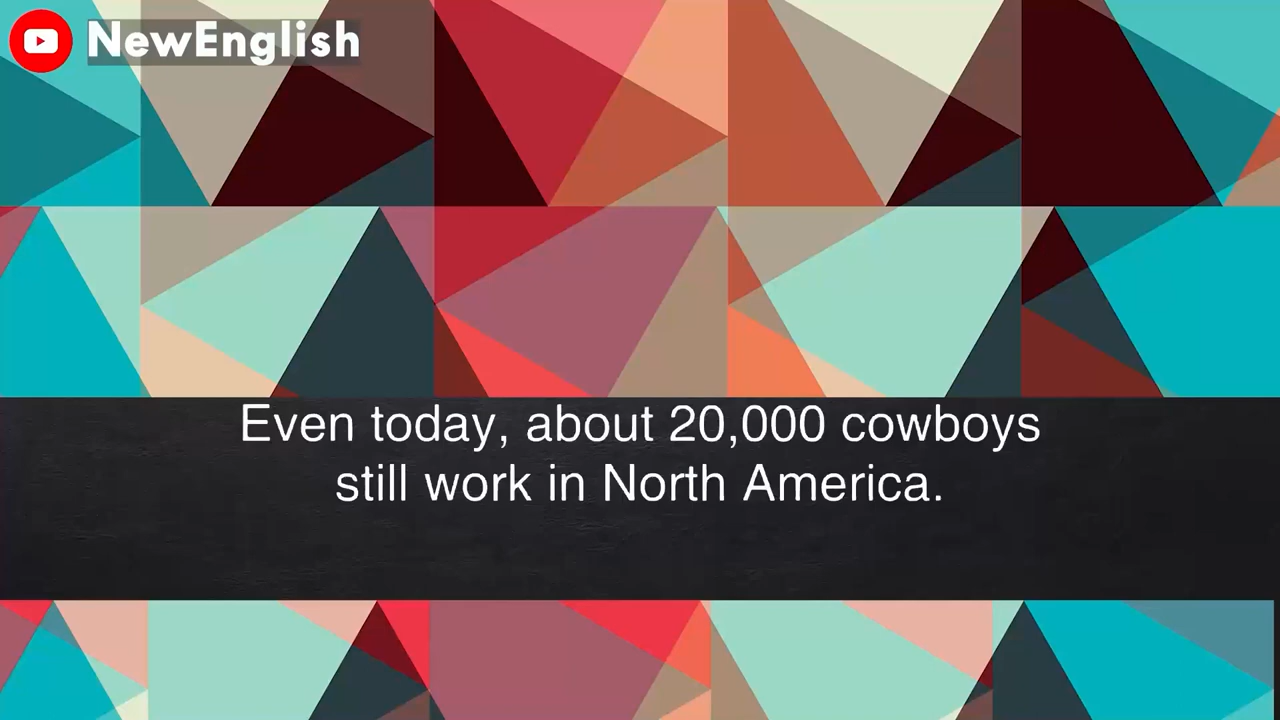 NewEnglish
Even today, about 20,000 cowboys
still work in North America.